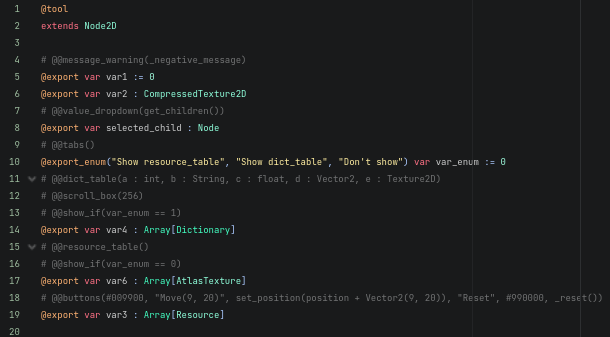 1 @tool
2 extends Node2D
3
4 # @@message_warning(_negative_message)
5 @export var var1 := 0
6 @export var var2 : CompressedTexture2D
7 # @@value_dropdown(get_children())
8 @export var selected_child : Node
9 # @@tabs()
10 @export_enum("Show resource_table", "Show dict_table", "Don't show") var var_enum := 0
11 # @@dict_table(a : int, b : String, c : float, d : Vector2, e : Texture2D)
12 # @@scroll_box(256)
13 # @@show_if(var_enum == 1)
14 @export var var4 : Array[Dictionary]
15 # @@resource_table()
16 # @@show_if(var_enum == 0)
17 @export var var6 : Array[AtlasTexture]
18 # @@buttons(#009900, "Move(9, 20)", set_position(position + Vector2(9, 20)), "Reset", #990000, _reset())
19 @export var var3 : Array[Resource]
20